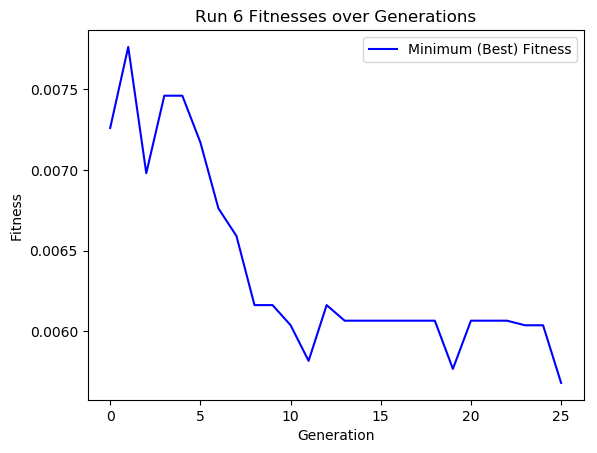 Run 6 Fitnesses over Generations
Minimum (Best) Fitness
0.0075
0.0070
0.0065
0.0060
Fitness
0 5 10 15 20 25
Generation